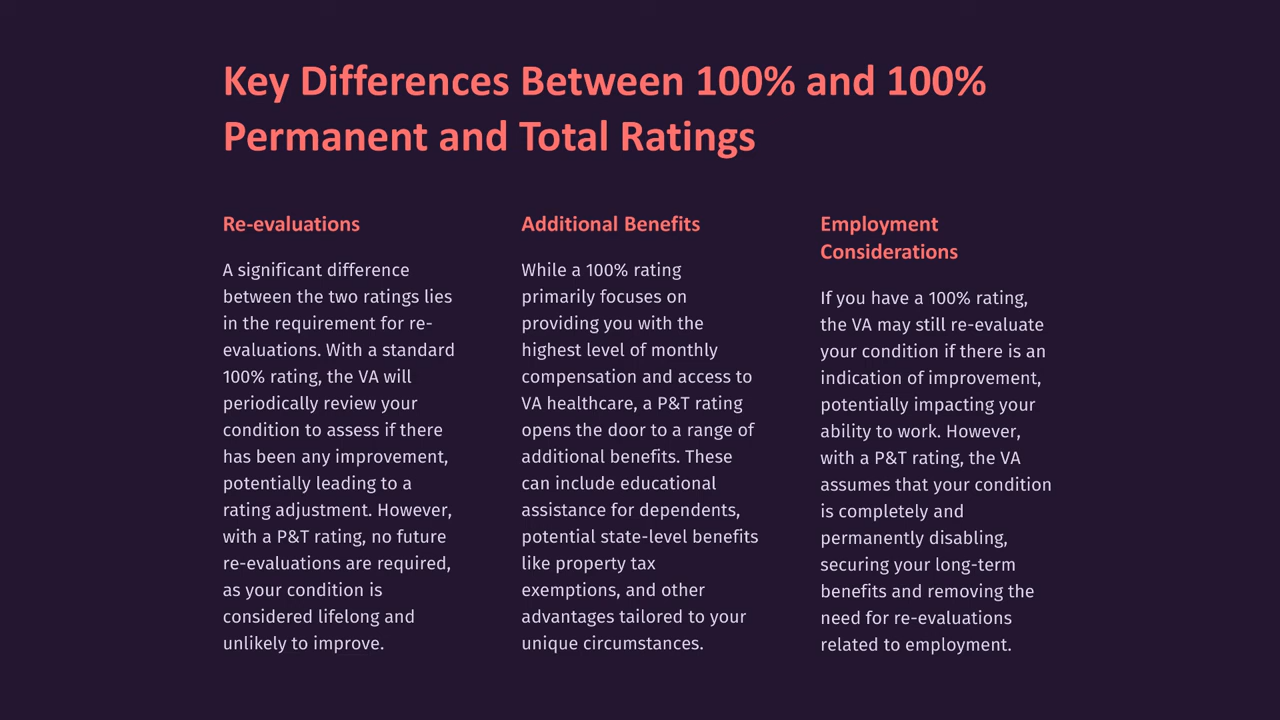 Key Differences Between 100% and 100%
Permanent and Total Ratings
Re-evaluations
A significant difference
between the two ratings lies
in the requirement for re-
evaluations. With a standard
100% rating, the VA will
periodically review your
condition to assess if there
has been any improvement,
potentially leading to a
rating adjustment. However,
with a P&T rating, no future
re-evaluations are required,
as your condition is
considered lifelong and
unlikely to improve.
Additional Benefits
While a 100% rating
primarily focuses on
providing you with the
highest level of monthly
compensation and access to
VA healthcare, a P&T rating
opens the door to a range of
additional benefits. These
can include educational
assistance for dependents,
potential state-level benefits
like property tax
exemptions, and other
advantages tailored to your
unique circumstances.
Employment
Considerations
If you have a 100% rating,
the VA may still re-evaluate
your condition if there is an
indication of improvement,
potentially impacting your
ability to work. However,
with a P&T rating, the VA
assumes that your condition
is completely and
permanently disabling,
securing your long-term
benefits and removing the
need for re-evaluations
related to employment.